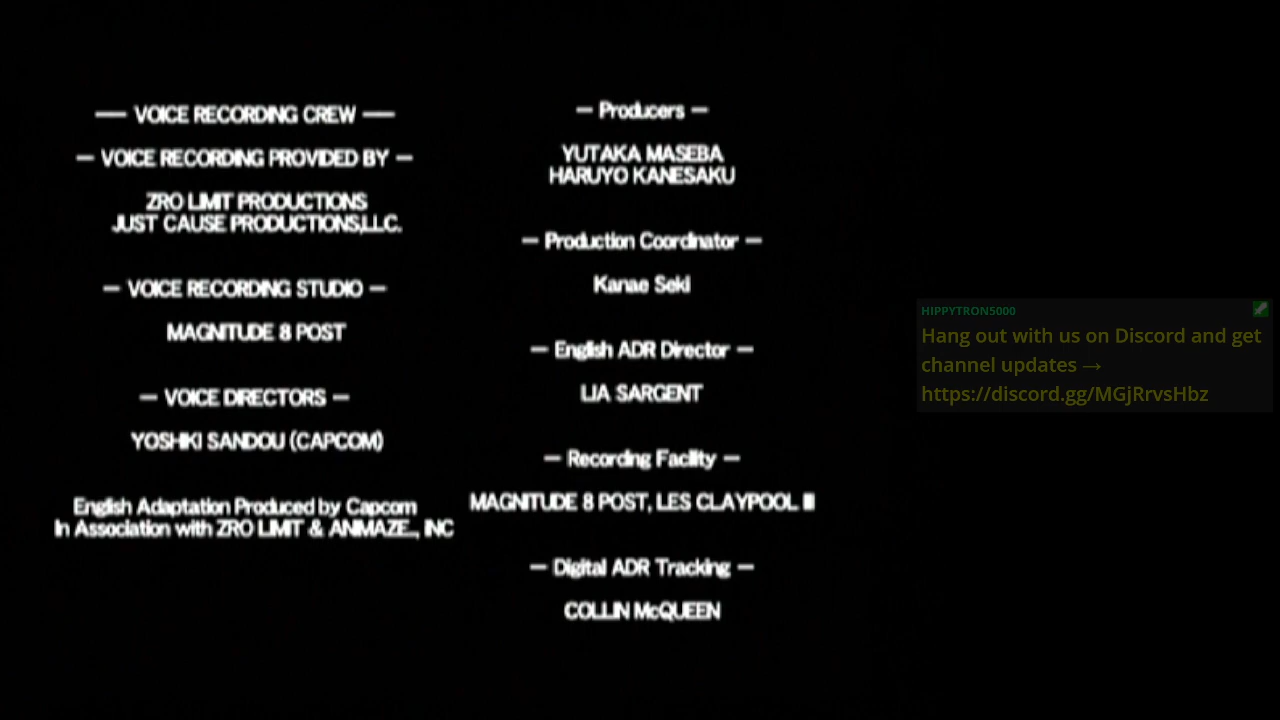 — VOICE RECORDING CREW —
— VOICE RECORDING PROVIDED BY —
ZRO LIMIT PRODUCTIONS
JUST CAUSE PRODUCTIONS,LLC.
— VOICE RECORDING STUDIO —
MAGNITUDE 8 POST
— VOICE DIRECTORS —
YOSHIKI SANDOU (CAPCOM)
English Adaptation Produced by Capcom
In Association with ZRO LIMIT & ANIMAZE., INC
— Producers —
YUTAKA MASEBA
HARUYO KANESAKU
— Production Coordinator —
Kanae Seki
— English ADR Director —
LIA SARGENT
— Recording Facility —
MAGNITUDE 8 POST, LES CLAYPOOL III
— Digital ADR Tracking —
COLLIN McQUEEN
HIPPYTRON5000
Hang out with us on Discord and get
channel updates →
https://discord.gg/MGjRrvsHbz